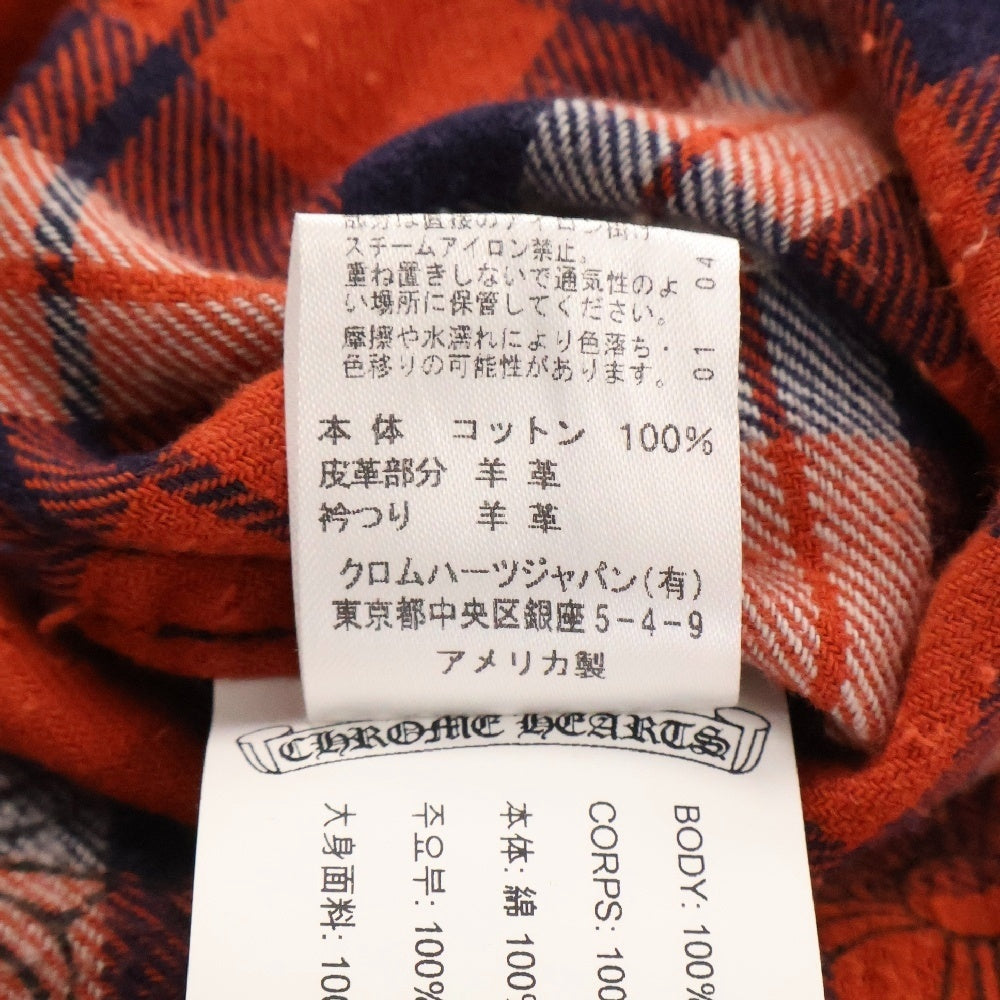 部分は直接のアイロン掛け
スチームアイロン禁止。
重ね置きしないで通気性のよ
い場所に保管してください。
摩擦や水濡れにより色落ち・
色移りの可能性があります。
01 04
本 体 コットン 100%
皮革部分 羊 革
衿つり 羊 革
クロムハーツジャパン(有)
東京都中央区銀座5-4-9
アメリカ製
CHROME HEARTS
BODY: 100%
CORPS: 100
本体: 綿 100%
주요부: 100%
大身面料: 100